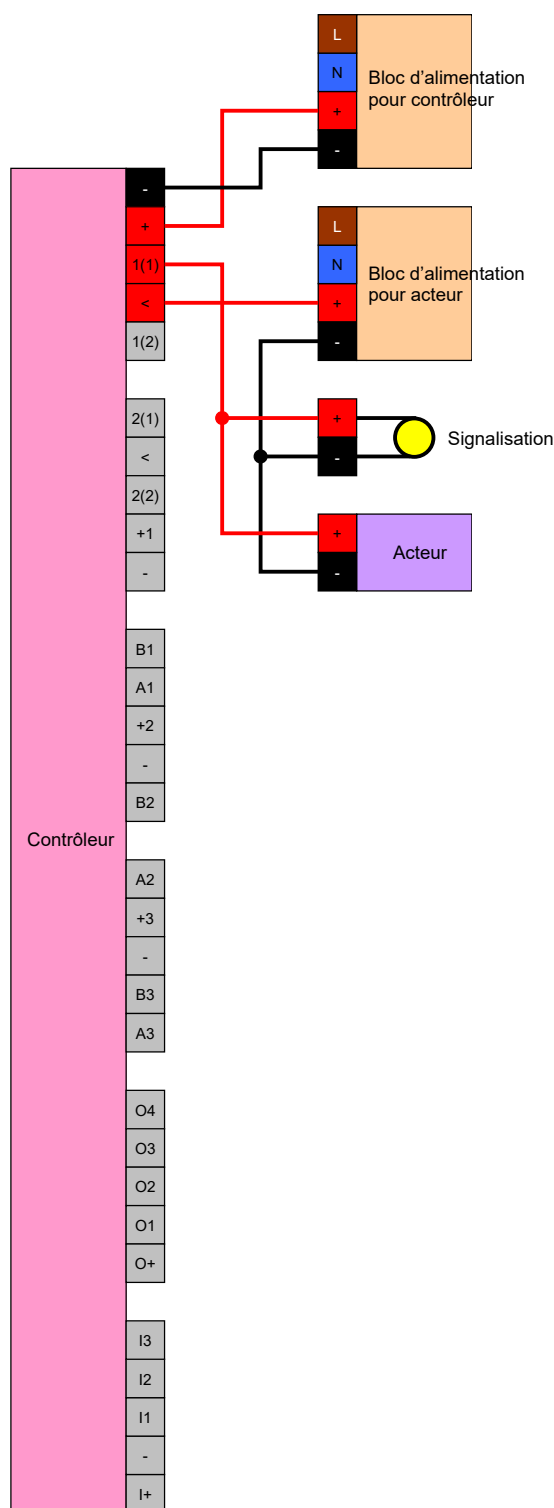 L
N
Bloc d’alimentation
pour contrôleur
+
-
-
+
L
1(1)
N
Bloc d’alimentation
pour acteur
<
+
1(2)
-
2(1)
+
<
-
Signalisation
2(2)
+1
+
Acteur
-
-
B1
A1
+2
-
B2
Contrôleur
A2
+3
-
B3
A3
O4
O3
O2
O1
O+
I3
I2
I1
-
I+